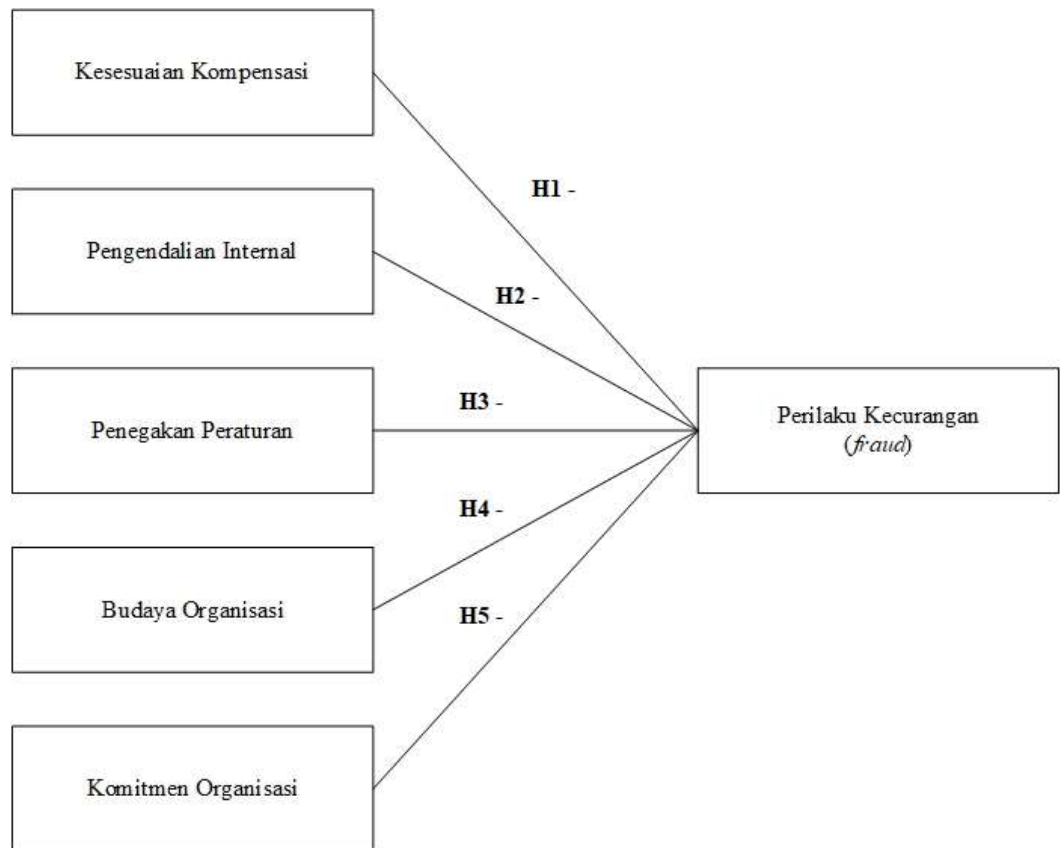 Kesesuaian Kompensasi
H1 -
Pengendalian Internal
H2 -
Penegakan Peraturan
H3 -
Perilaku Kecurangan
(fraud)
H4 -
Budaya Organisasi
H5 -
Komitmen Organisasi